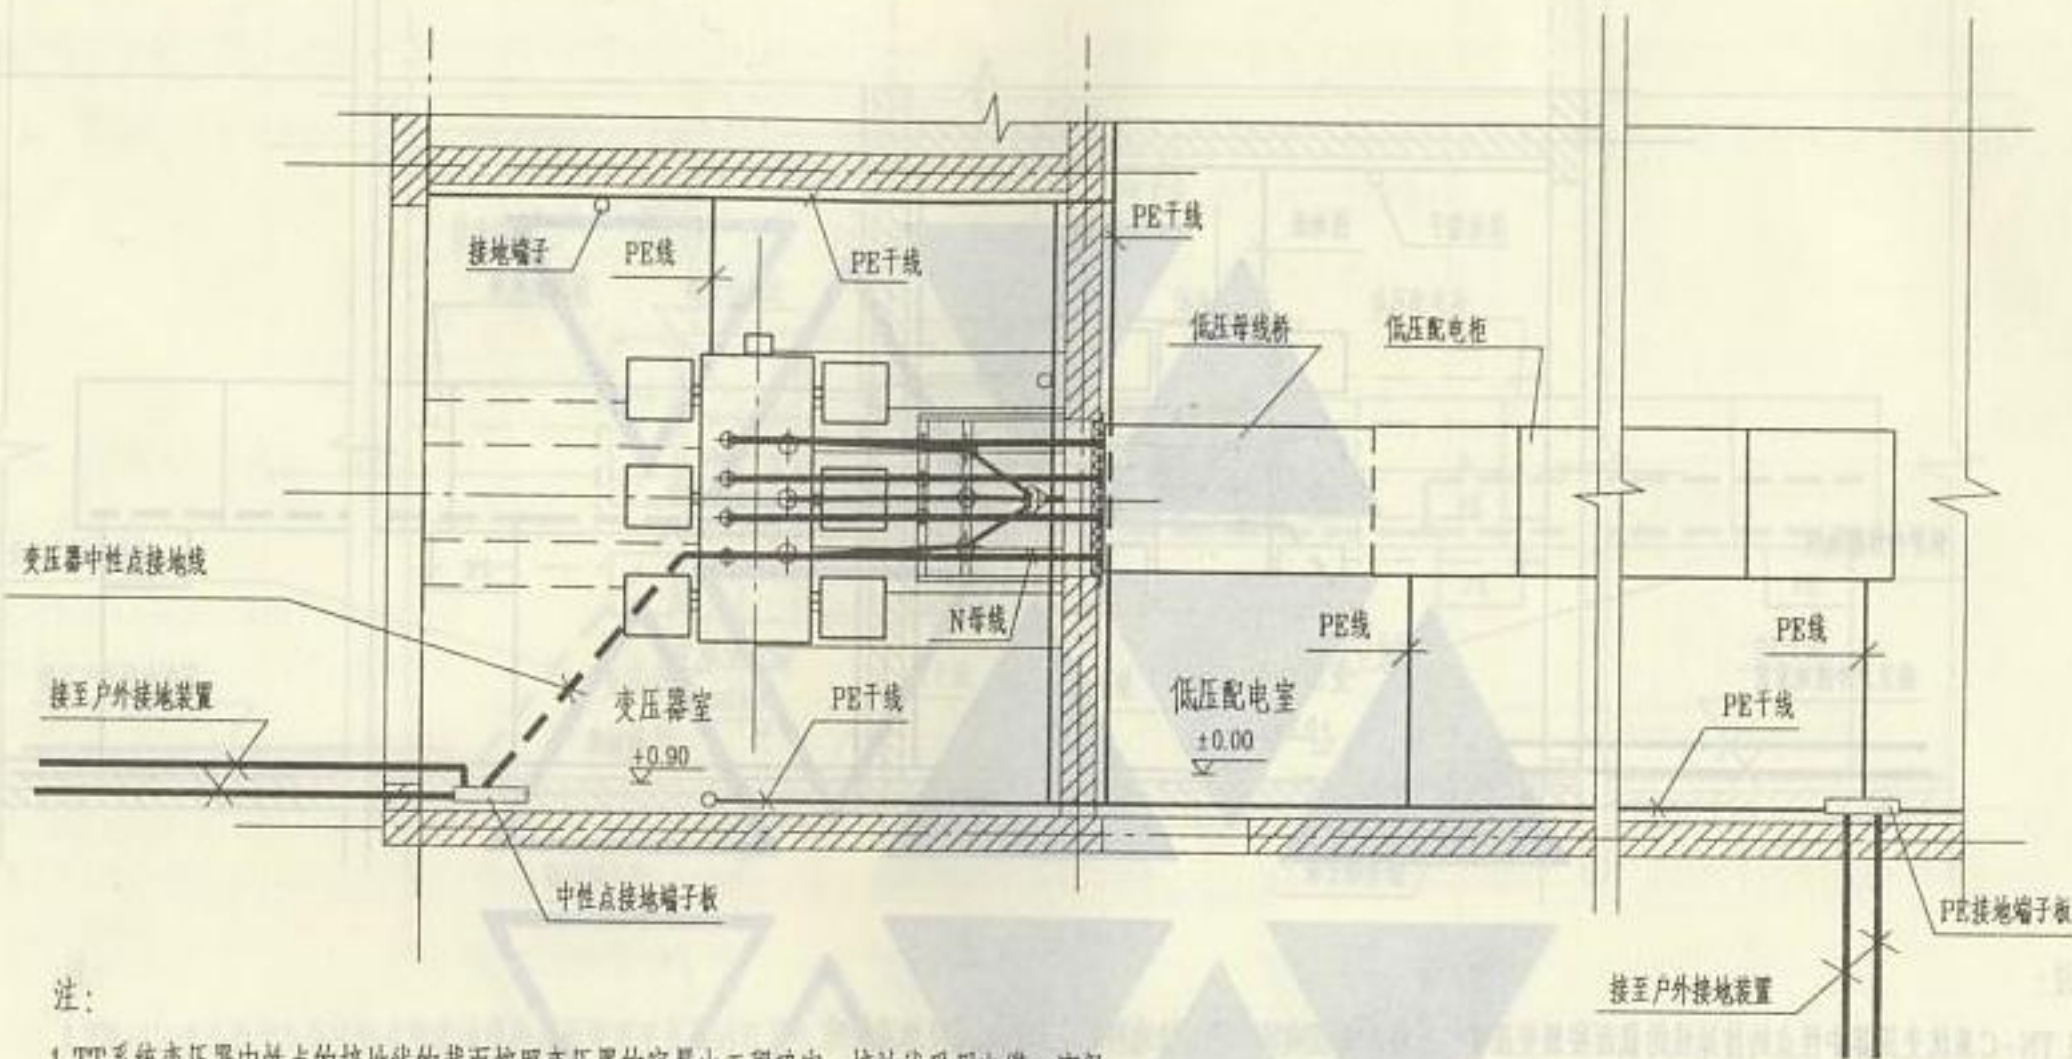 PE干线
接地端子
PE线
PE干线
低压母线桥
低压配电柜
变压器中性点接地线
N母线
PE线
PE线
接至户外接地装置
变压器室
+0.90
PE干线
低压配电室
±0.00
PE干线
中性点接地端子板
PE接地端子板
接至户外接地装置
注: